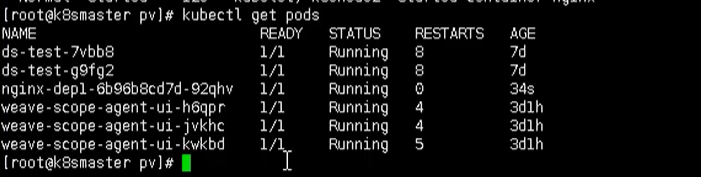 [root@k8smaster pv]# kubectl get pods
NAME READY STATUS RESTARTS AGE
ds-test-7vbb8 1/1 Running 8 7d
ds-test-g9fg2 1/1 Running 8 7d
nginx-depl-6b96b8cd7d-92qhv 1/1 Running 0 34s
weave-scope-agent-ui-h6qpr 1/1 Running 4 3d1h
weave-scope-agent-ui-jvkhc 1/1 Running 4 3d1h
weave-scope-agent-ui-kwkbd 1/1 Running 5 3d1h
[root@k8smaster pv]#